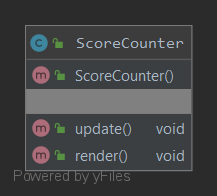 C ScoreCounter
m ScoreCounter()
m update() void
m render() void
Powered by yFiles